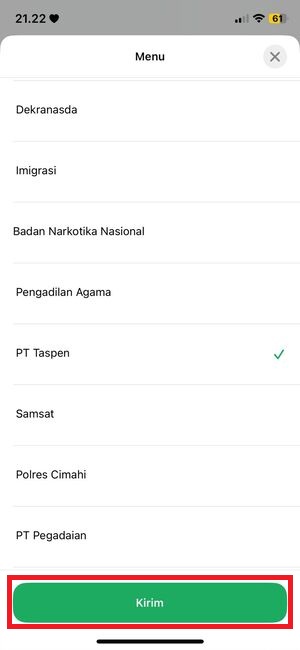 21.22
61
Menu
Dekranasda
Imigrasi
Badan Narkotika Nasional
Pengadilan Agama
PT Taspen
Samsat
Polres Cimahi
PT Pegadaian
Kirim